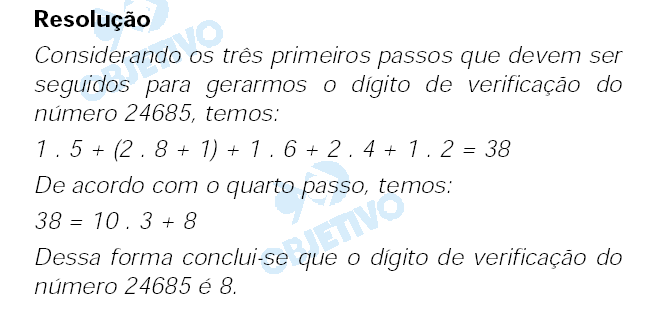 Resolução
Considerando os três primeiros passos que devem ser
seguidos para gerarmos o dígito de verificação do
número 24685, temos:
1 . 5 + (2 . 8 + 1) + 1 . 6 + 2 . 4 + 1 . 2 = 38
De acordo com o quarto passo, temos:
38 = 10 . 3 + 8
Dessa forma conclui-se que o dígito de verificação do
número 24685 é 8.
OBJETIVO
OBJETIVO